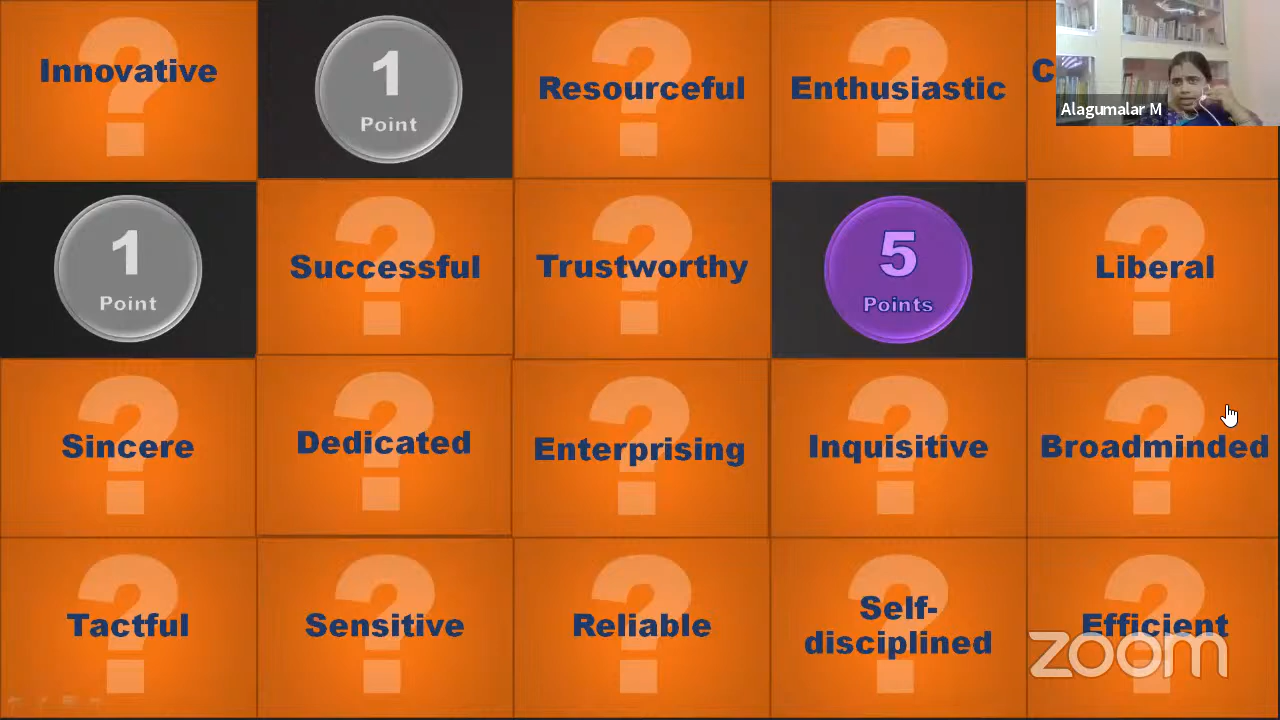 Innovative
1
Point
Resourceful
Enthusiastic
C
Alagumalar M
1
Point
Successful
Trustworthy
5
Points
Liberal
Sincere
Dedicated
Enterprising
Inquisitive
Broadminded
Tactful
Sensitive
Reliable
Self-
disciplined
Efficient
zoom